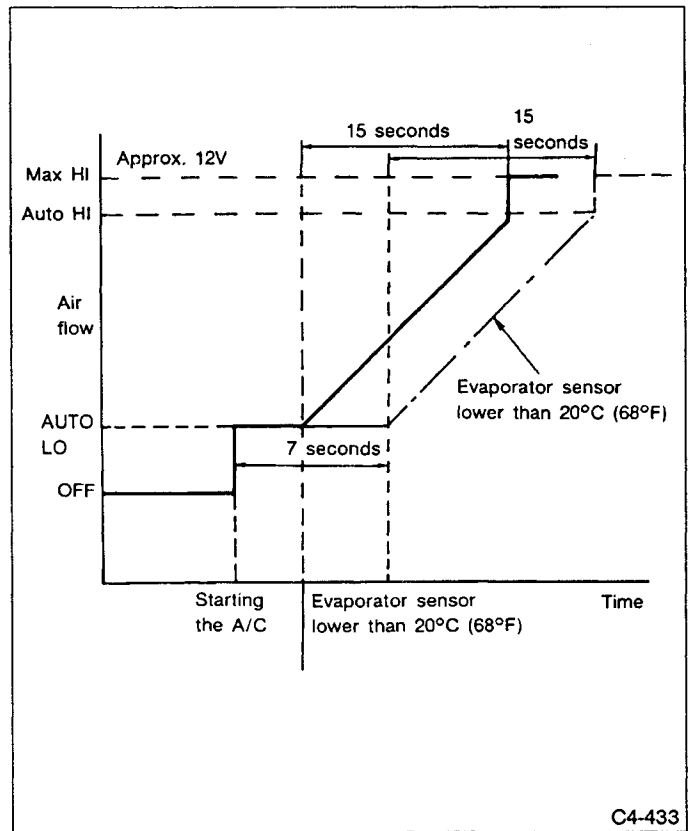 15 seconds
15
seconds
Approx. 12V
Max HI
Auto HI
Air
flow
Evaporator sensor
lower than 20°C (68°F)
AUTO
LO
7 seconds
OFF
Starting
the A/C
Evaporator sensor
lower than 20°C (68°F)
Time
C4-433